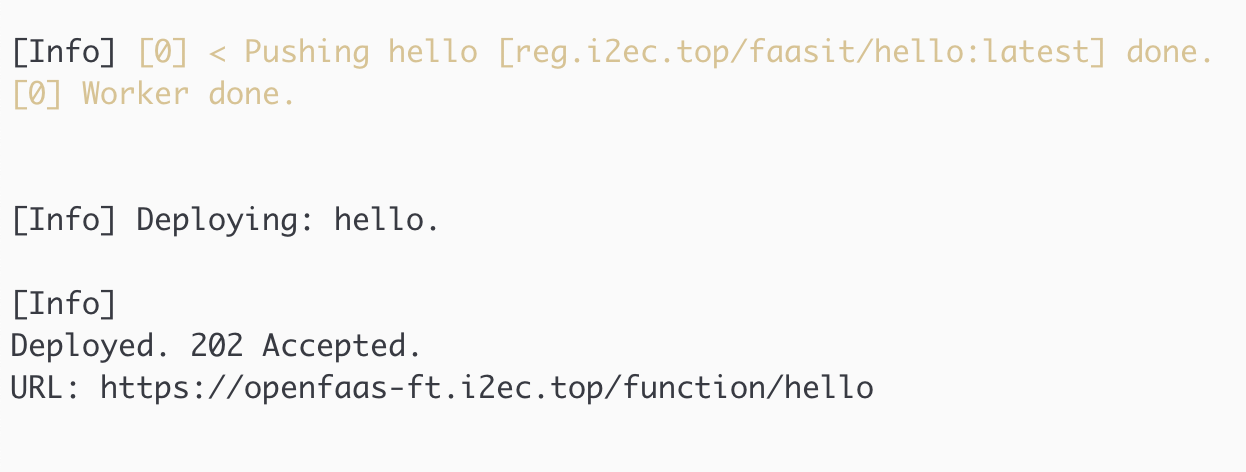 [Info] [0] < Pushing hello [reg.i2ec.top/faasit/hello:latest] done.
[0] Worker done.
[Info] Deploying: hello.
[Info]
Deployed. 202 Accepted.
URL: https://openfaas-ft.i2ec.top/function/hello